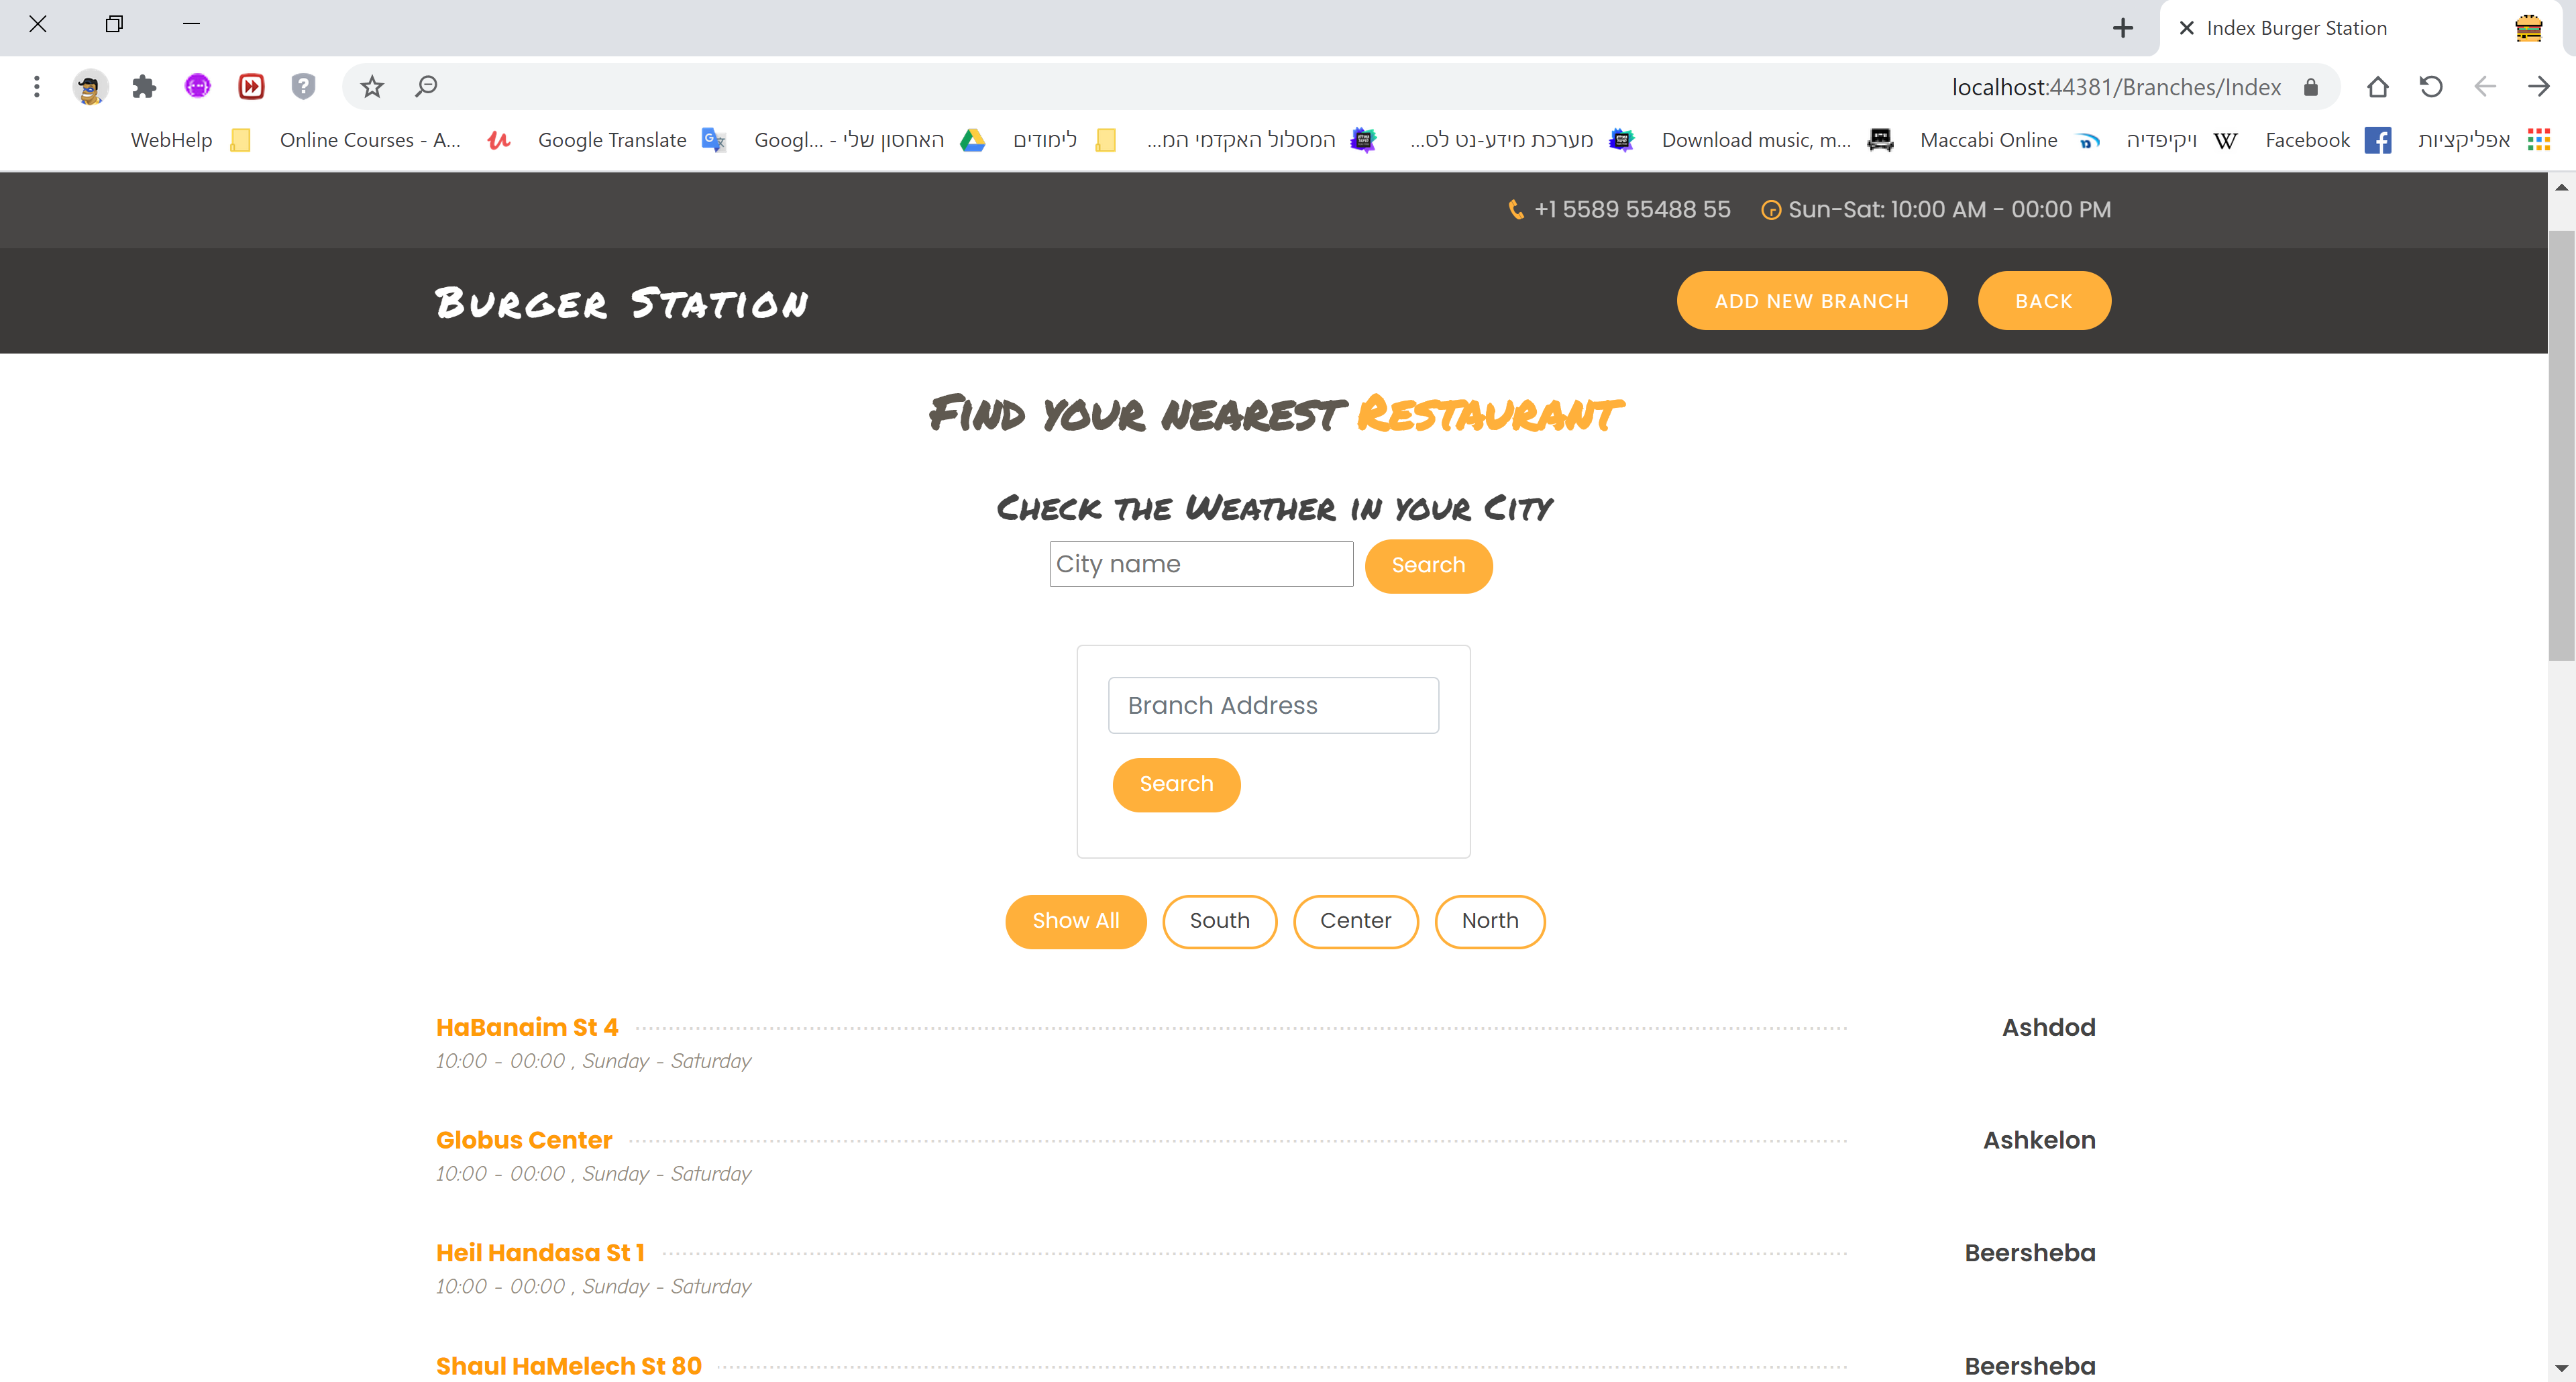 Index Burger Station
localhost:44381/Branches/Index
WebHelp
Online Courses - A...
Google Translate
האחסון שלי - Googl...
לימודים
המסלול האקדמי המ...
מערכת מידע-נט לס...
Download music, m...
Maccabi Online
ויקיפדיה
Facebook
אפליקציות
+1 5589 55488 55
Sun-Sat: 10:00 AM - 00:00 PM
Burger Station
ADD NEW BRANCH
BACK
Find your nearest Restaurant
Check the Weather in your City
City name
Search
Branch Address
Search
Show All
South
Center
North
HaBanaim St 4
Ashdod
10:00 - 00:00 , Sunday - Saturday
Globus Center
Ashkelon
10:00 - 00:00 , Sunday - Saturday
Heil Handasa St 1
Beersheba
10:00 - 00:00 , Sunday - Saturday
Shaul HaMelech St 80
Beersheba